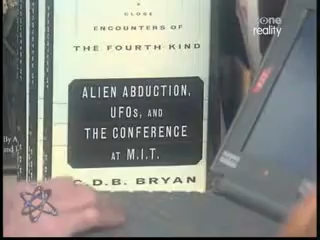 A CLOSE
ENCOUNTERS OF
THE FOURTH KIND
ALIEN ABDUCTION,
UFOs, AND
THE CONFERENCE
AT M.I.T.
C. D. B. BRYAN
one
reality